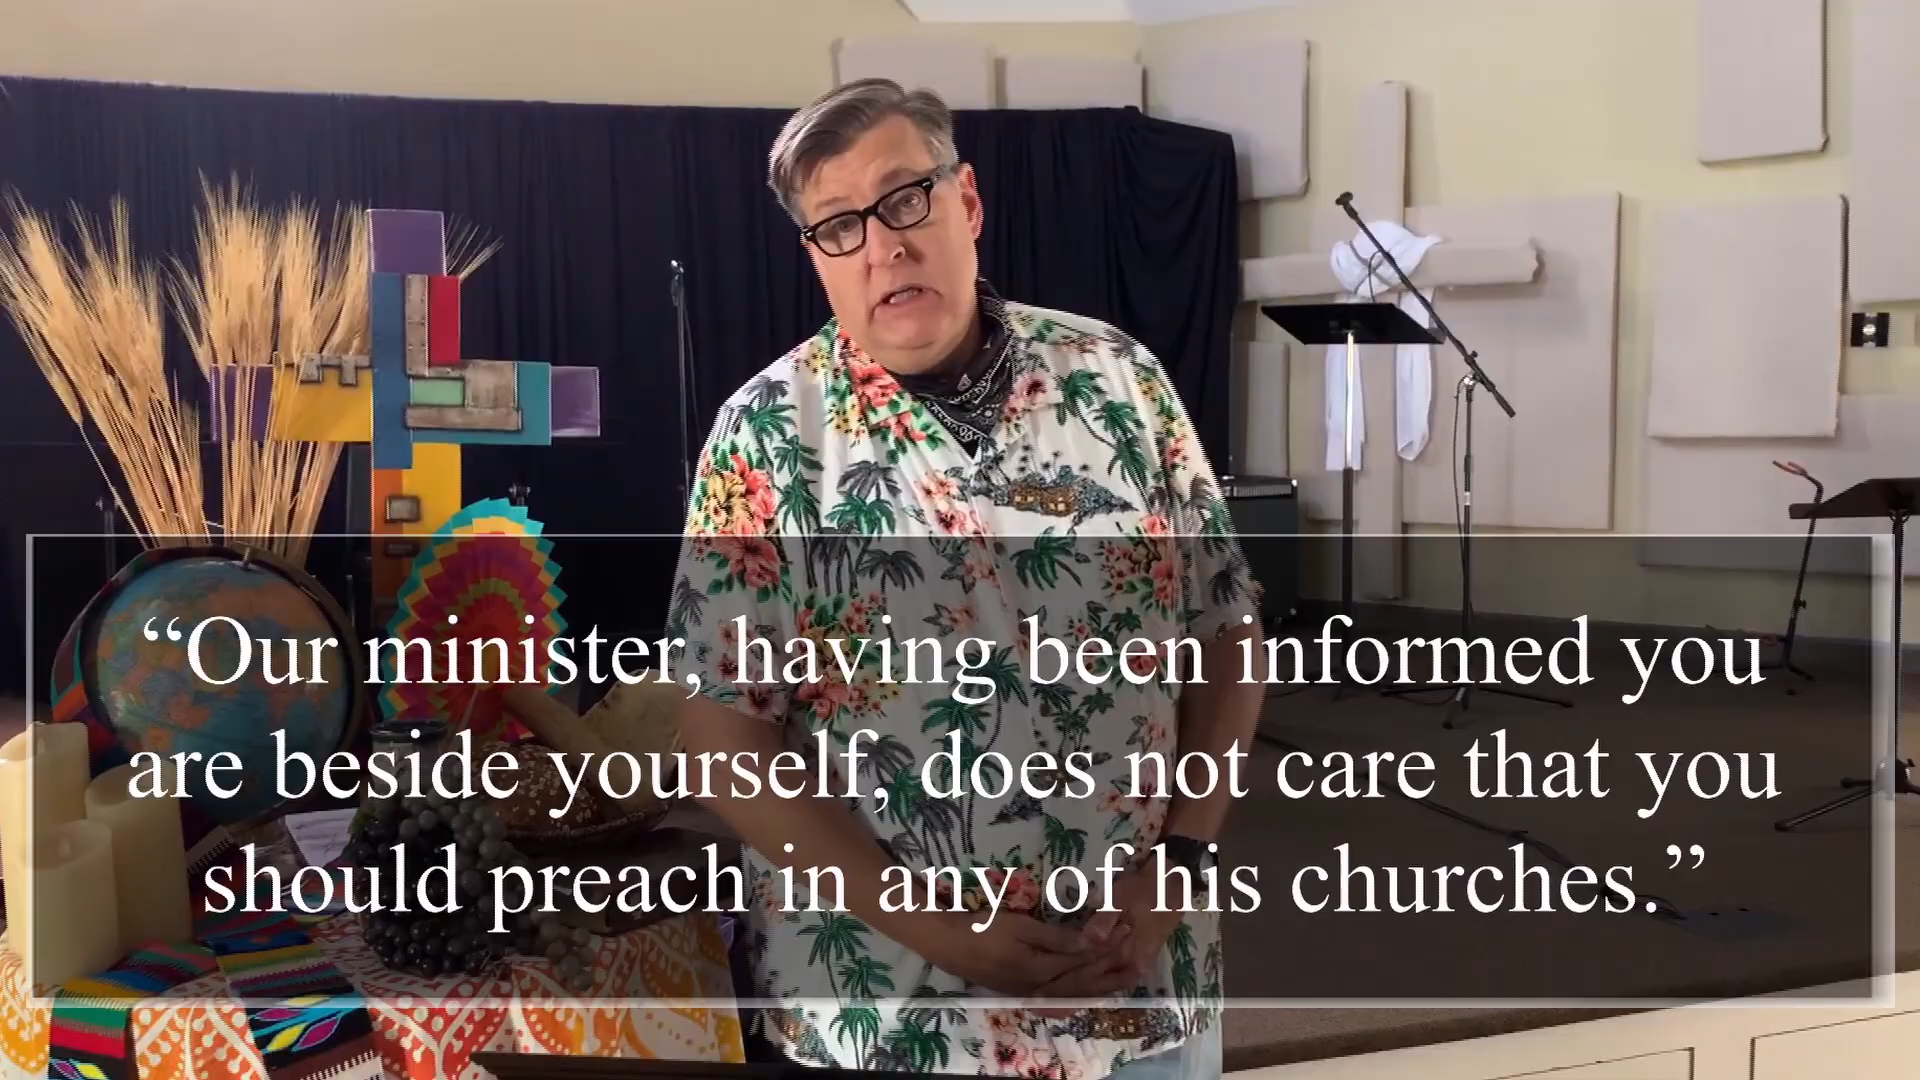 “Our minister, having been informed you
are beside yourself, does not care that you
should preach in any of his churches.”